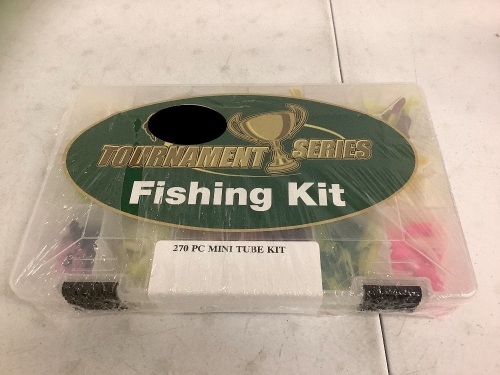 TOURNAMENT SERIES
Fishing Kit
270 PC MINI TUBE KIT